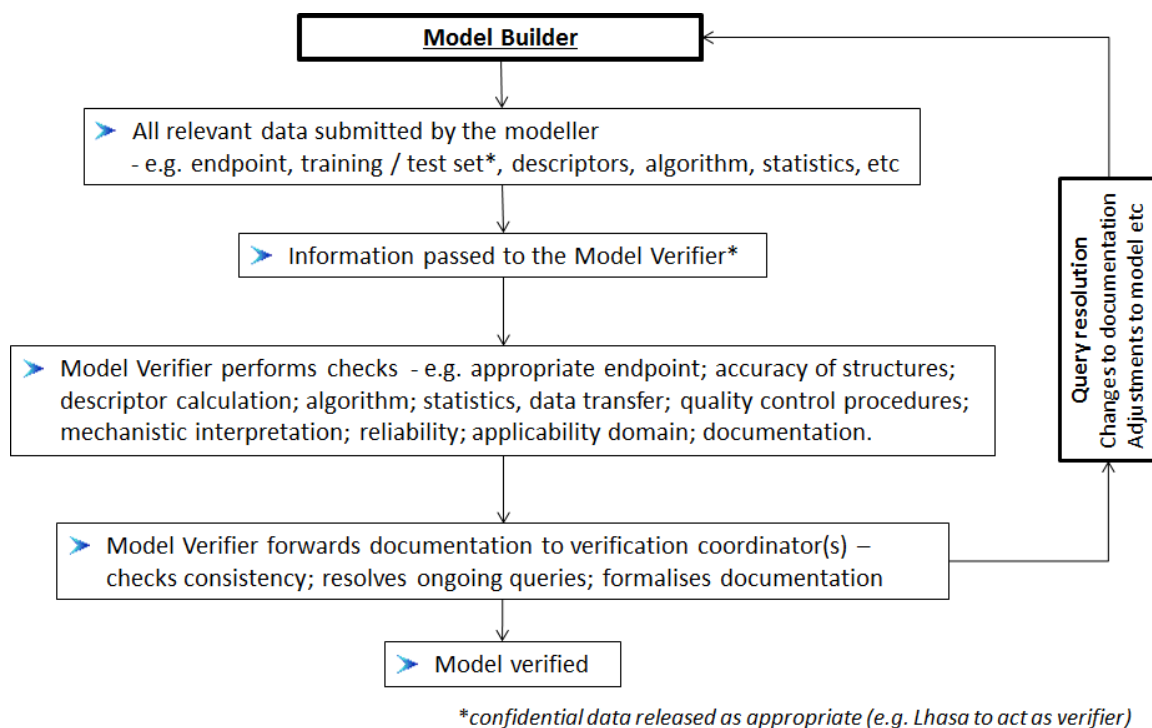 Model Builder
All relevant data submitted by the modeller
- e.g. endpoint, training / test set*, descriptors, algorithm, statistics, etc
Information passed to the Model Verifier*
Model Verifier performs checks - e.g. appropriate endpoint; accuracy of structures;
descriptor calculation; algorithm; statistics, data transfer; quality control procedures;
mechanistic interpretation; reliability; applicability domain; documentation.
Model Verifier forwards documentation to verification coordinator(s) –
checks consistency; resolves ongoing queries; formalises documentation
Model verified
Query resolution
Changes to documentation
Adjustments to model etc
*confidential data released as appropriate (e.g. Lhasa to act as verifier)